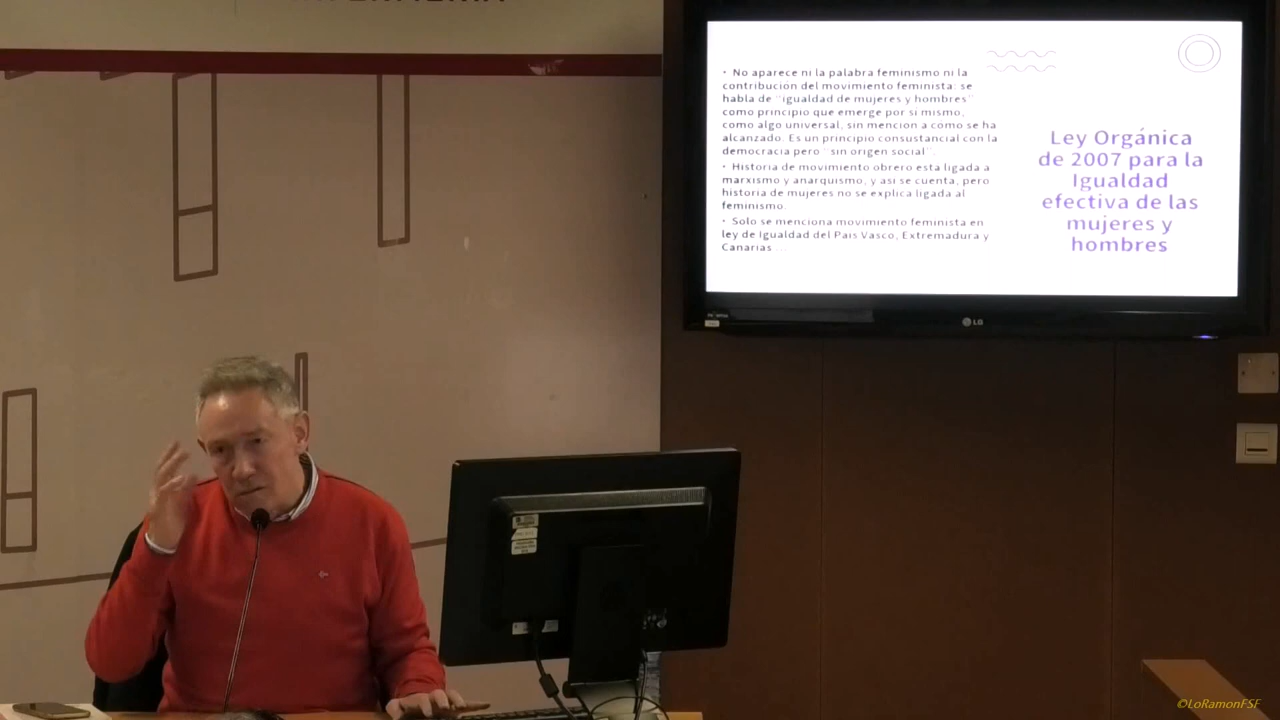 · No aparece ni la palabra feminismo ni la
contribución del movimiento feminista: se
habla de "igualdad de mujeres y hombres"
como principio que emerge por si mismo,
como algo universal, sin mencion a como se ha
alcanzado. Es un principio consustancial con la
democracia pero "sin origen social".
· Historia de movimiento obrero esta ligada a
marxismo y anarquismo, y asi se cuenta, pero
historia de mujeres no se explica ligada al
feminismo.
· Solo se menciona movimiento feminista en
ley de Igualdad del Pais Vasco, Extremadura y
Canarias ...
Ley Orgánica
de 2007 para la
Igualdad
efectiva de las
mujeres y
hombres
LG
©LoRamonFSF